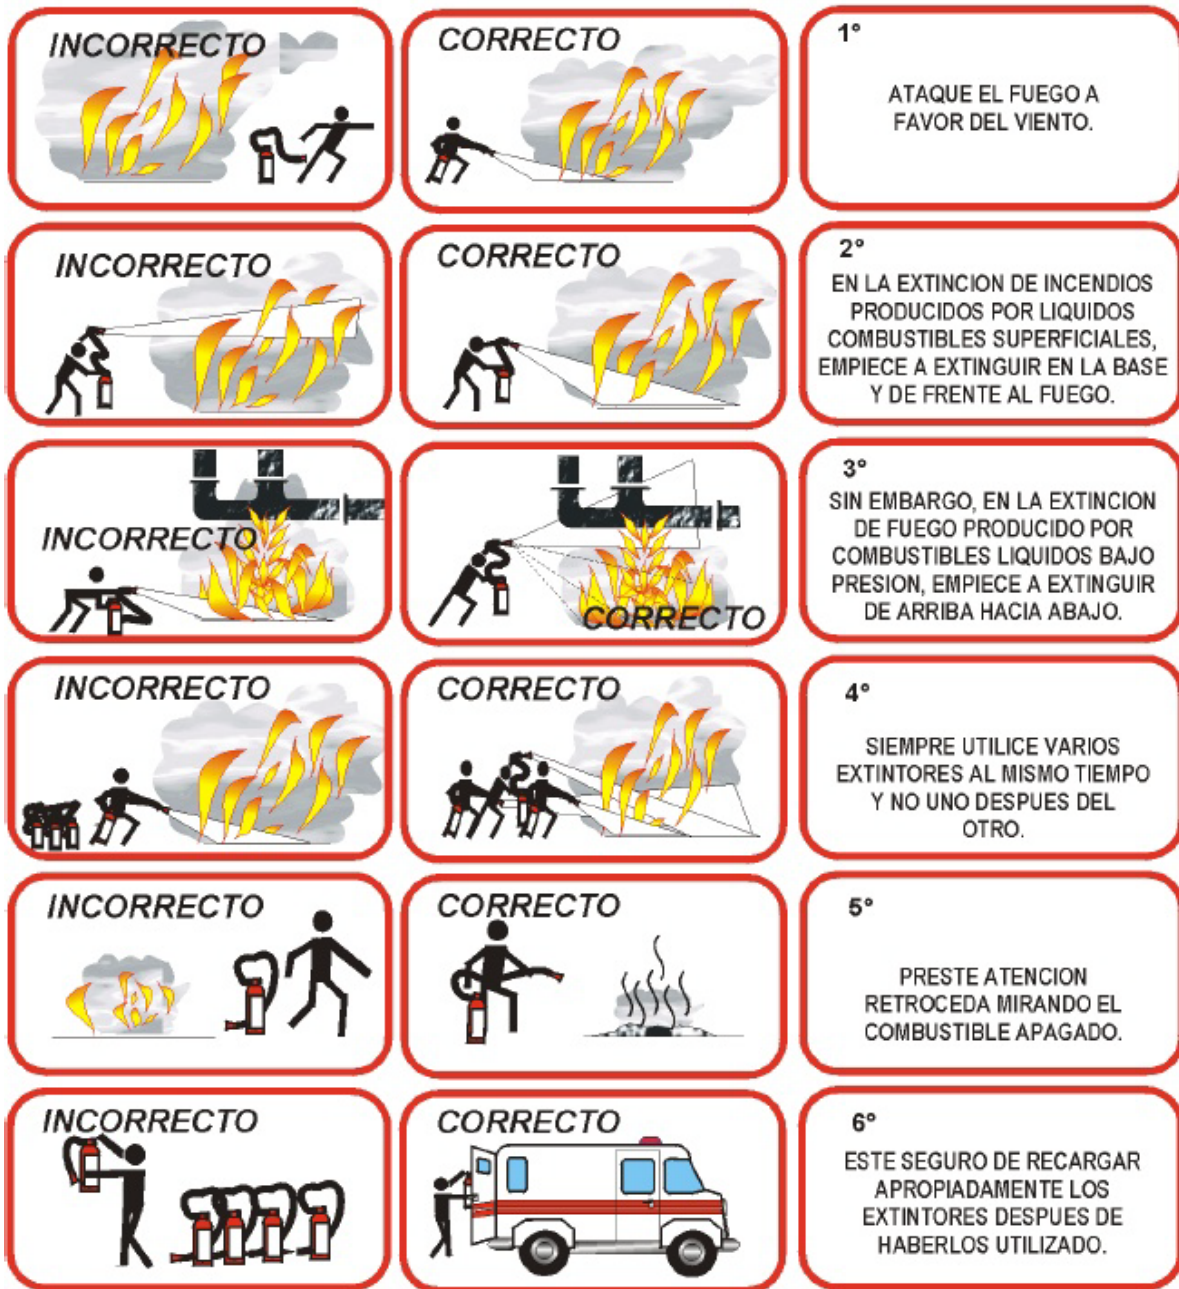 INCORRECTO
CORRECTO
1°
ATAQUE EL FUEGO A
FAVOR DEL VIENTO.
INCORRECTO
CORRECTO
2°
EN LA EXTINCION DE INCENDIOS
PRODUCIDOS POR LIQUIDOS
COMBUSTIBLES SUPERFICIALES,
EMPIECE A EXTINGUIR EN LA BASE
Y DE FRENTE AL FUEGO.
INCORRECTO
CORRECTO
3°
SIN EMBARGO, EN LA EXTINCION
DE FUEGO PRODUCIDO POR
COMBUSTIBLES LIQUIDOS BAJO
PRESION, EMPIECE A EXTINGUIR
DE ARRIBA HACIA ABAJO.
INCORRECTO
CORRECTO
4°
SIEMPRE UTILICE VARIOS
EXTINTORES AL MISMO TIEMPO
Y NO UNO DESPUES DEL
OTRO.
INCORRECTO
CORRECTO
5°
PRESTE ATENCION
RETROCEDA MIRANDO EL
COMBUSTIBLE APAGADO.
INCORRECTO
CORRECTO
6°
ESTE SEGURO DE RECARGAR
APROPIADAMENTE LOS
EXTINTORES DESPUES DE
HABERLOS UTILIZADO.